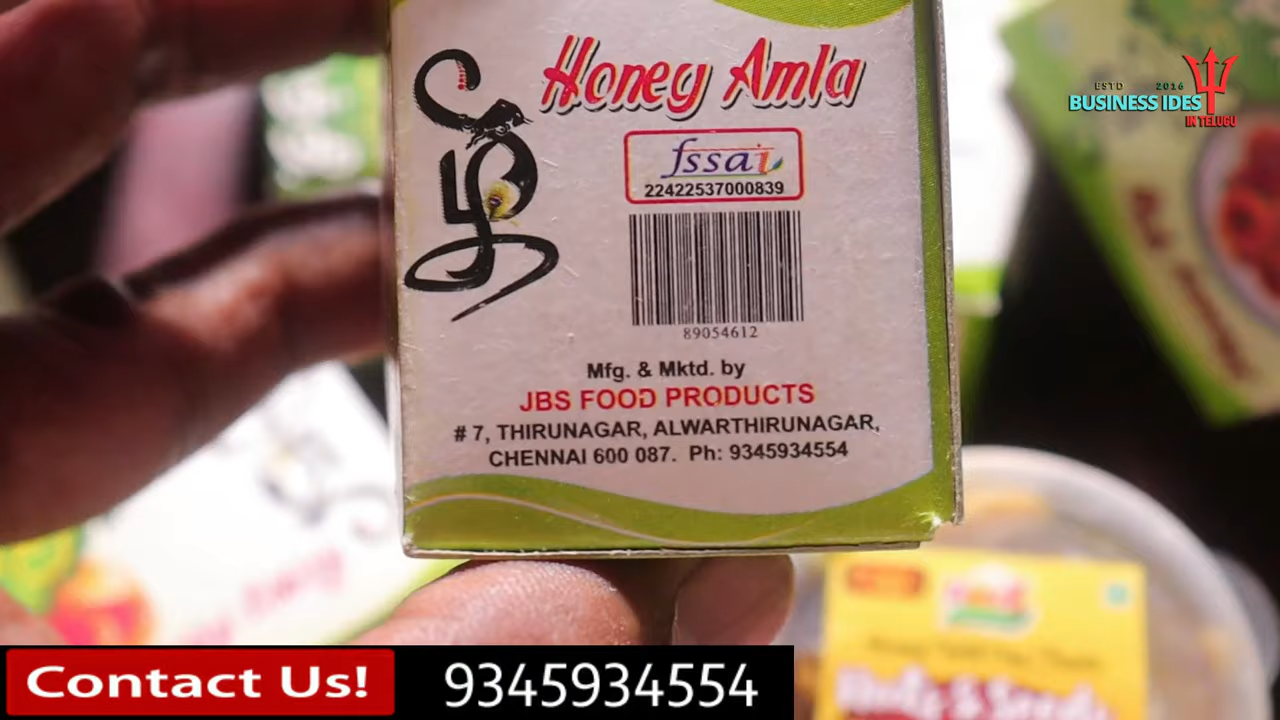 Honey Amla
fssai
22422537000839
89054612
Mfg. & Mktd. by
JBS FOOD PRODUCTS
# 7, THIRUNAGAR, ALWARTHIRUNAGAR,
CHENNAI 600 087. Ph: 9345934554
ESTD 2016
BUSINESS IDES
IN TELUGU
Contact Us! 9345934554